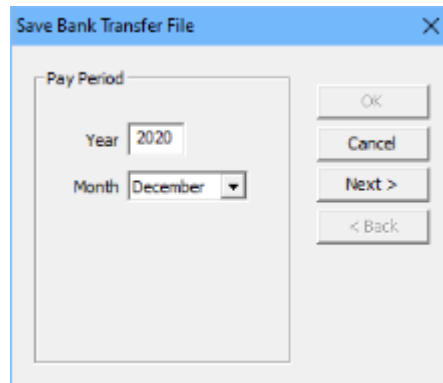 Save Bank Transfer File
Pay Period
Year 2020
Month December
OK
Cancel
Next >
< Back